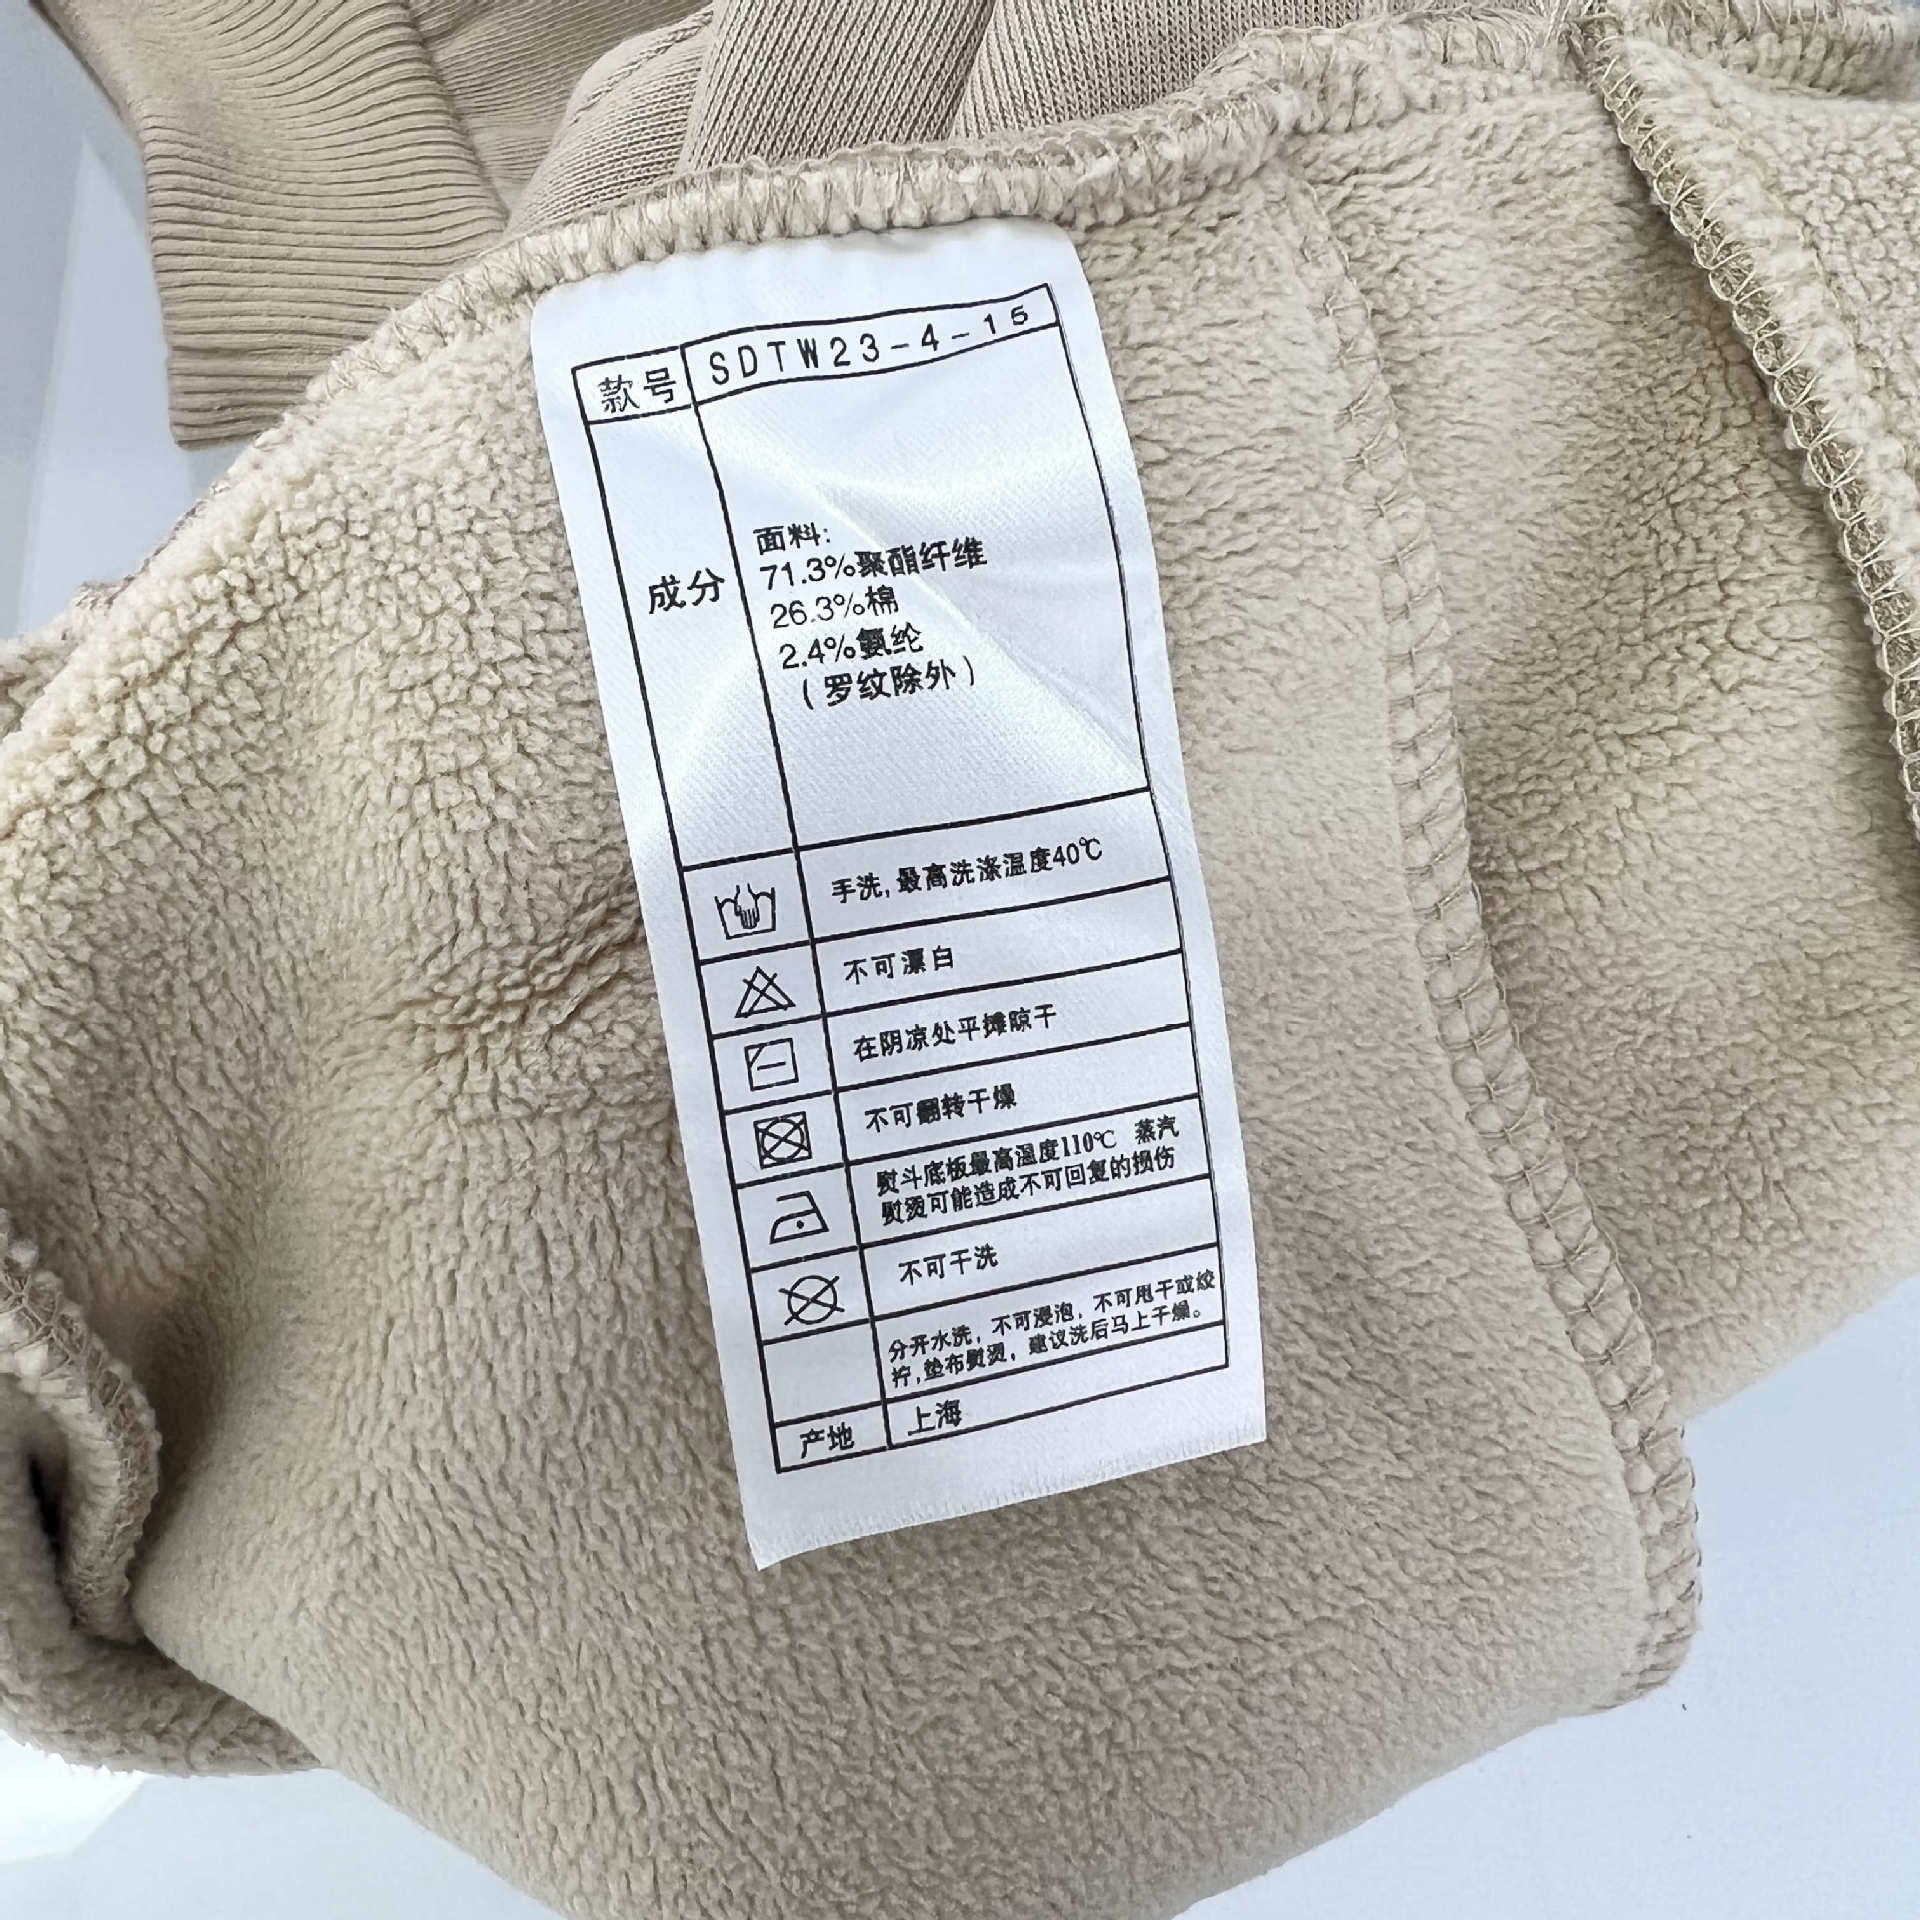 款号 SDTW23-4-15
成分
面料:
71.3%聚酯纤维
26.3%棉
2.4%氨纶
(罗纹除外)
手洗,最高洗涤温度40℃
不可漂白
在阴凉处平摊晾干
不可翻转干燥
熨斗底板最高温度110℃ 蒸汽
熨烫可能造成不可回复的损伤
不可干洗
分开水洗，不可浸泡，不可甩干或绞
拧,垫布熨烫，建议洗后马上干燥。
产地 上海